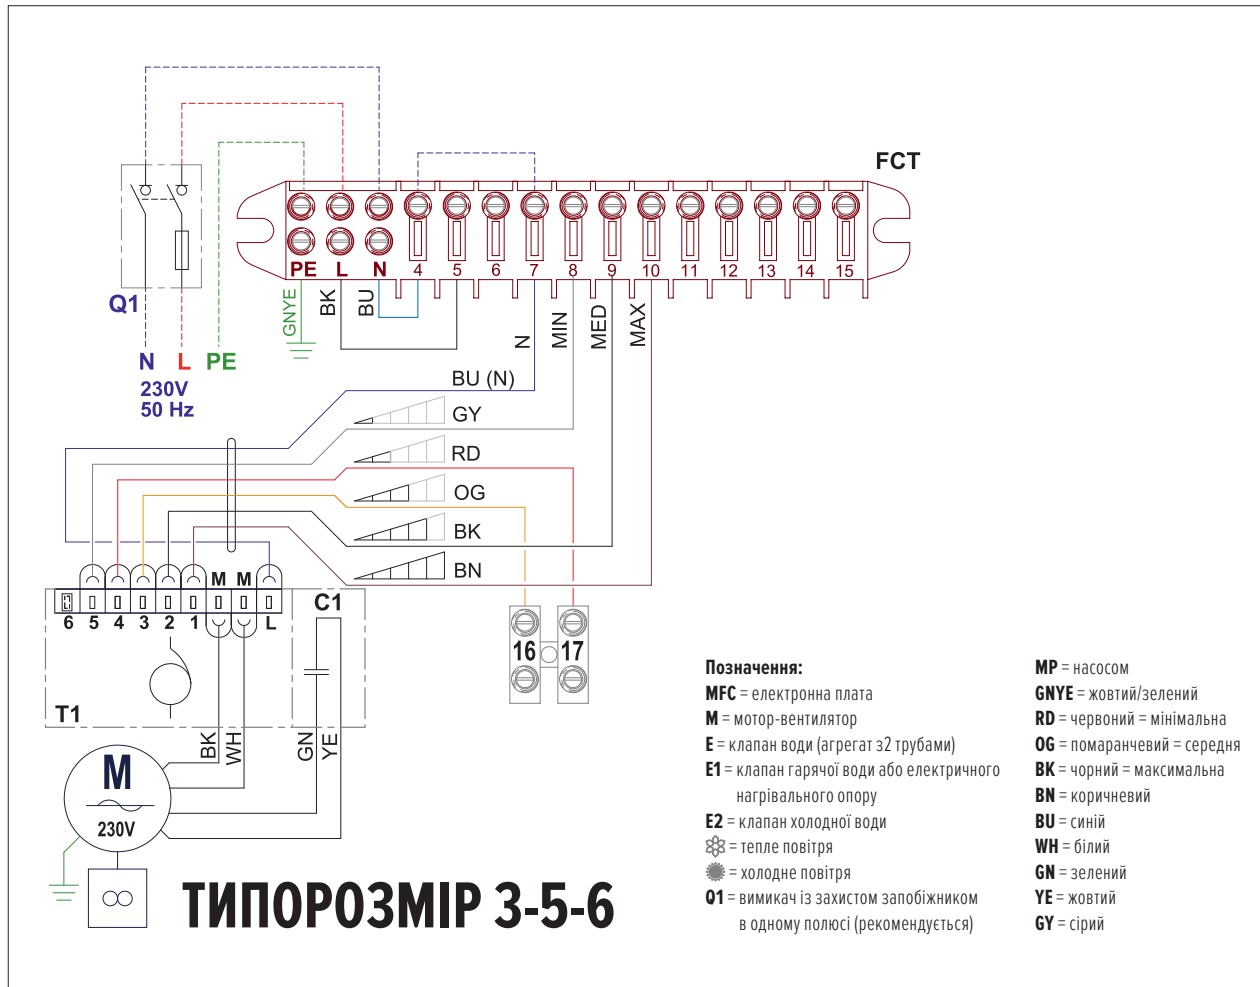 FCT
PE L N 4 5 6 7 8 9 10 11 12 13 14 15
Q1
GNYE
BK
BU
N
MIN
MED
MAX
N L PE
230V
50 Hz
BU (N)
GY
RD
OG
BK
BN
M M
C1
6 5 4 3 2 1 L
16 17
T1
BK
WH
GN
YE
M
230V
ТИПОРОЗМІР 3-5-6
Позначення:
MFC = електронна плата
M = мотор-вентилятор
E = клапан води (агрегат з2 трубами)
E1 = клапан гарячої води або електричного
нагрівального опору
E2 = клапан холодної води
= тепле повітря
= холодне повітря
Q1 = вимикач із захистом запобіжником
в одному полюсі (рекомендується)
MP = насосом
GNYE = жовтий/зелений
RD = червоний = мінімальна
OG = помаранчевий = середня
BK = чорний = максимальна
BN = коричневий
BU = синій
WH = білий
GN = зелений
YE = жовтий
GY = сірий